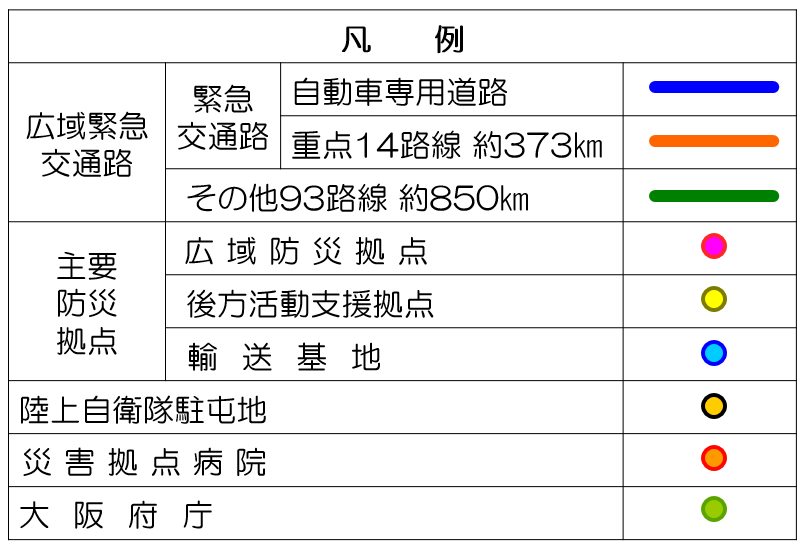 凡　例
広域緊急
交通路
緊急
交通路
自動車専用道路
重点14路線 約373km
その他93路線 約850km
主要
防災
拠点
広域防災拠点
後方活動支援拠点
輸送基地
陸上自衛隊駐屯地
災害拠点病院
大阪府庁